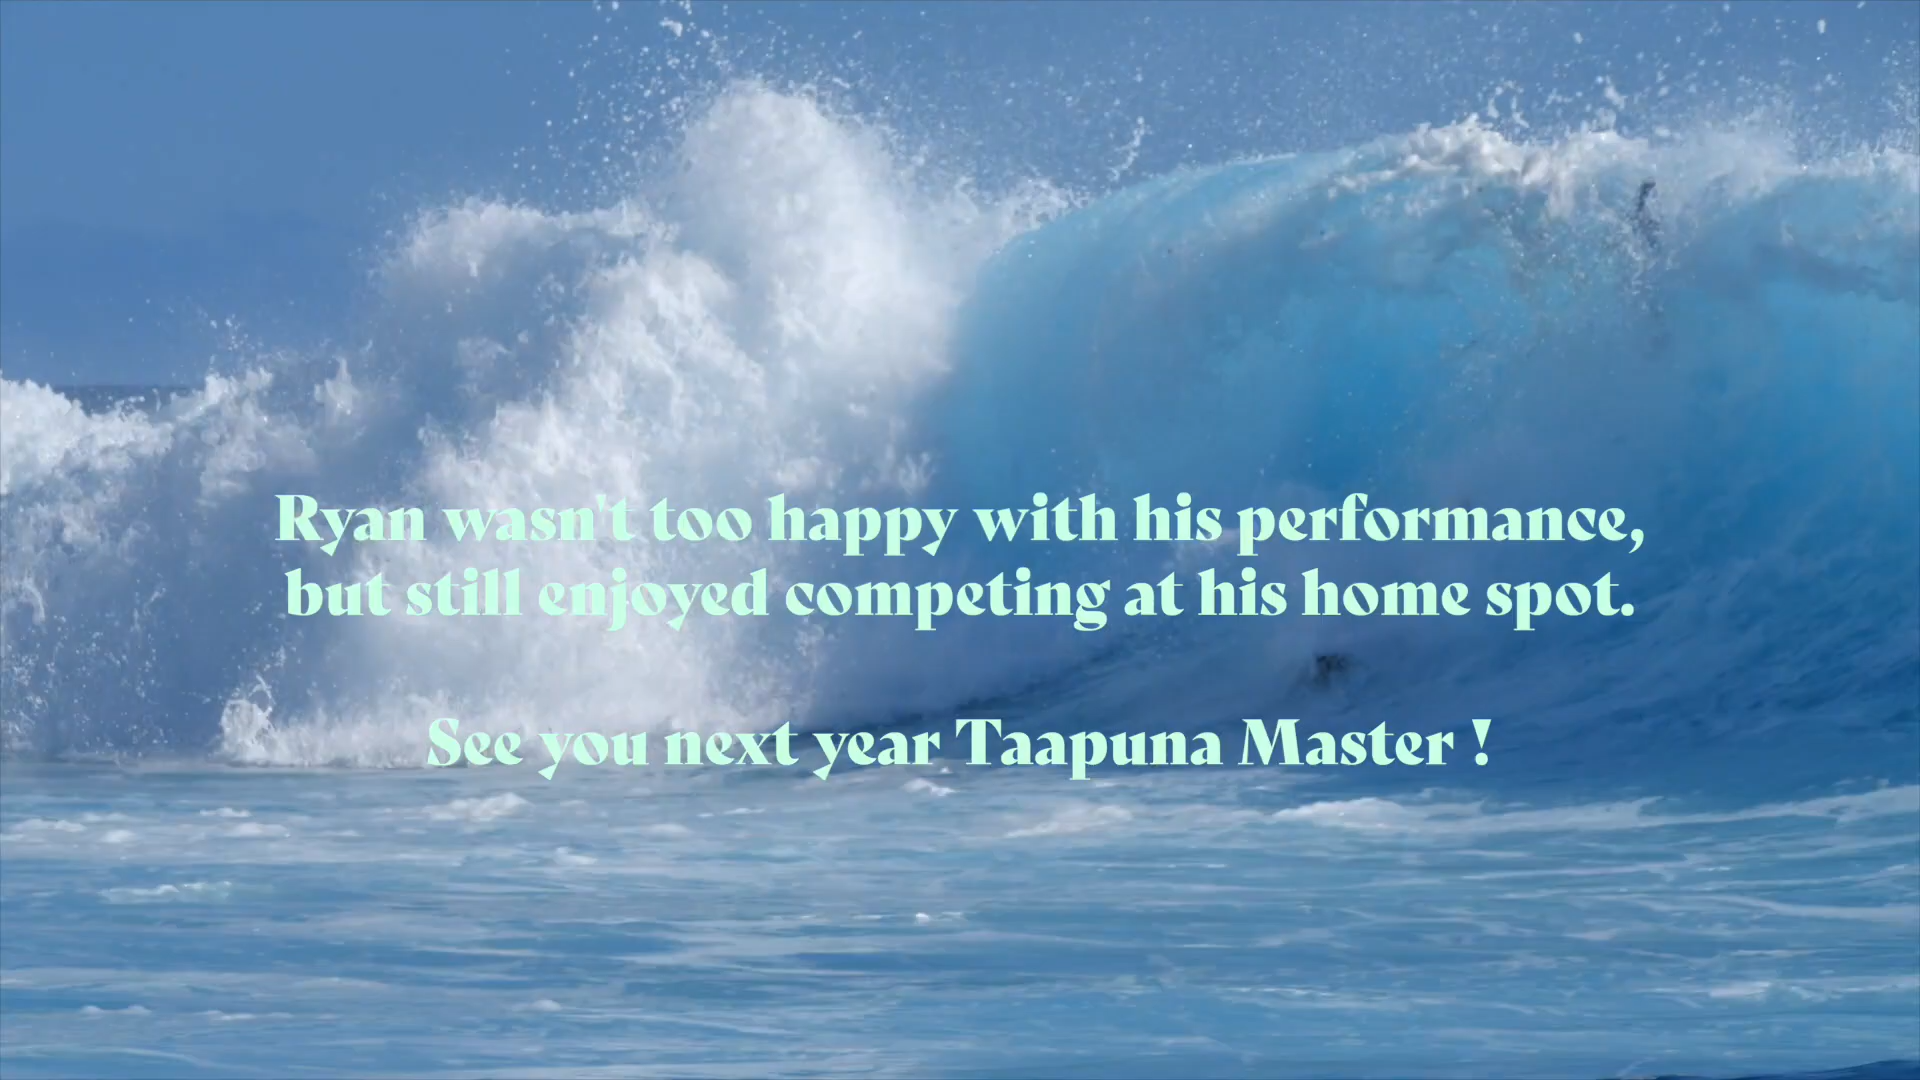 Ryan wasn't too happy with his performance,
but still enjoyed competing at his home spot.
See you next year Taapuna Master !